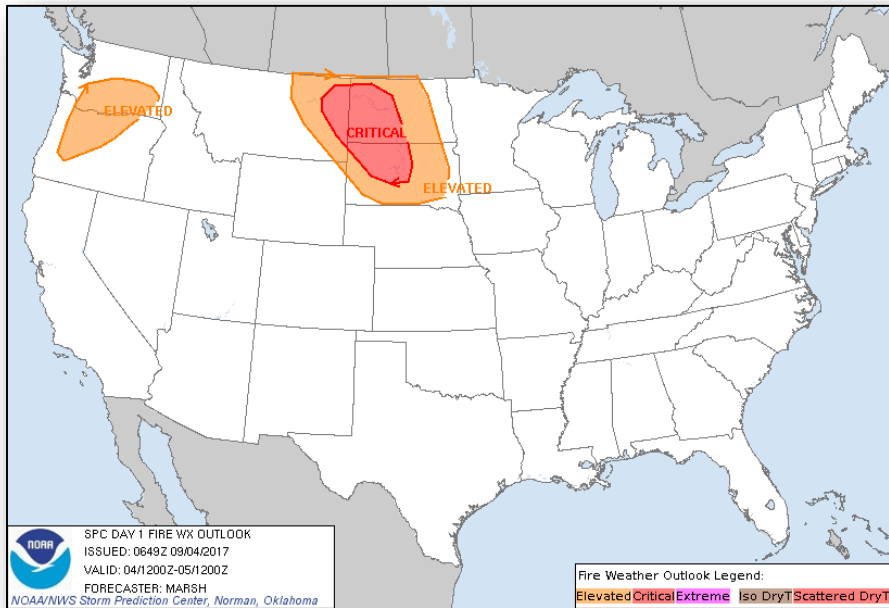 ELEVATED
CRITICAL
ELEVATED
NOAA
SPC DAY 1 FIRE WX OUTLOOK
ISSUED: 0649Z 09/04/2017
VALID: 04/1200Z-05/1200Z
FORECASTER: MARSH
NOAA/NWS Storm Prediction Center, Norman, Oklahoma
Fire Weather Outlook Legend:
Elevated Critical Extreme Iso DryT Scattered DryT